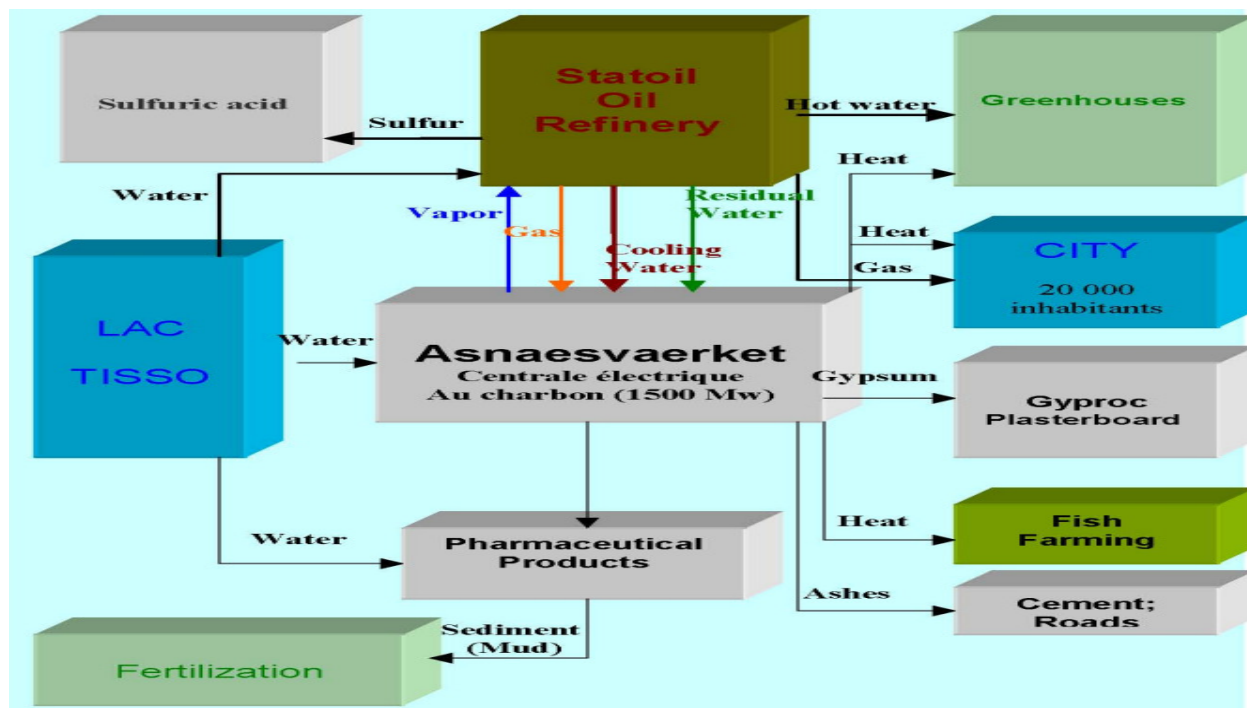 Sulfuric acid
Statoil
Oil
Refinery
Hot water
Greenhouses
Sulfur
Heat
Water
Vapor
Gas
Cooling
Water
Residual
Water
Heat
Gas
CITY
20 000
inhabitants
LAC
TISSO
Water
Asnaesvaerket
Centrale électrique
Au charbon (1500 Mw)
Gypsum
Gyproc
Plasterboard
Water
Pharmaceutical
Products
Heat
Fish
Farming
Ashes
Cement;
Roads
Sediment
(Mud)
Fertilization